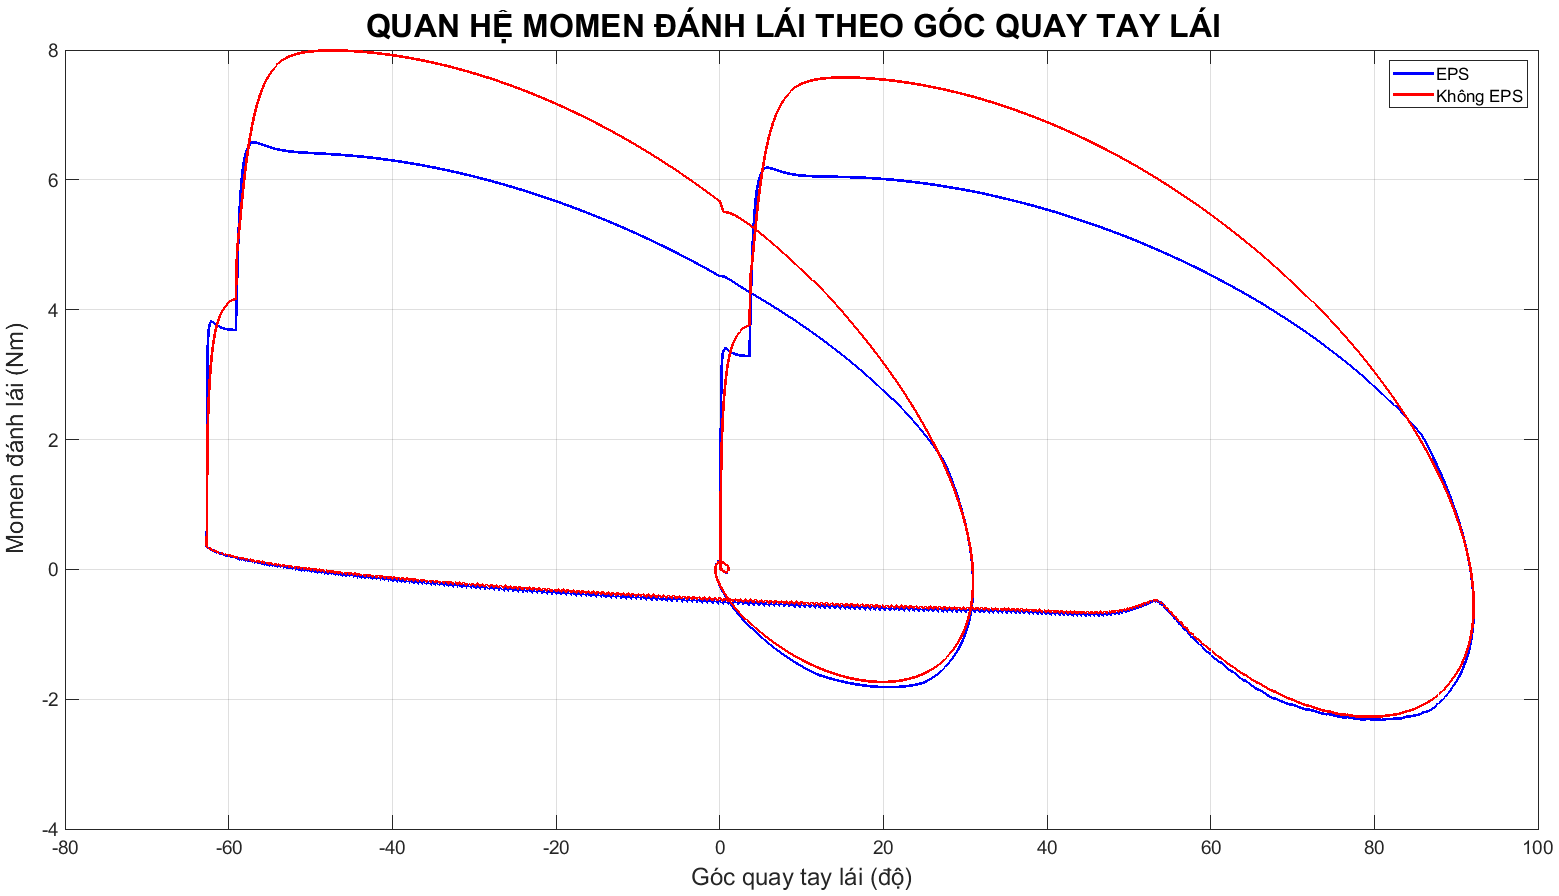 QUAN HỆ MOMEN ĐÁNH LÁI THEO GÓC QUAY TAY LÁI
EPS
Không EPS
8
6
4
2
0
-2
-4
Momen đánh lái (Nm)
-80 -60 -40 -20 0 20 40 60 80 100
Góc quay tay lái (độ)